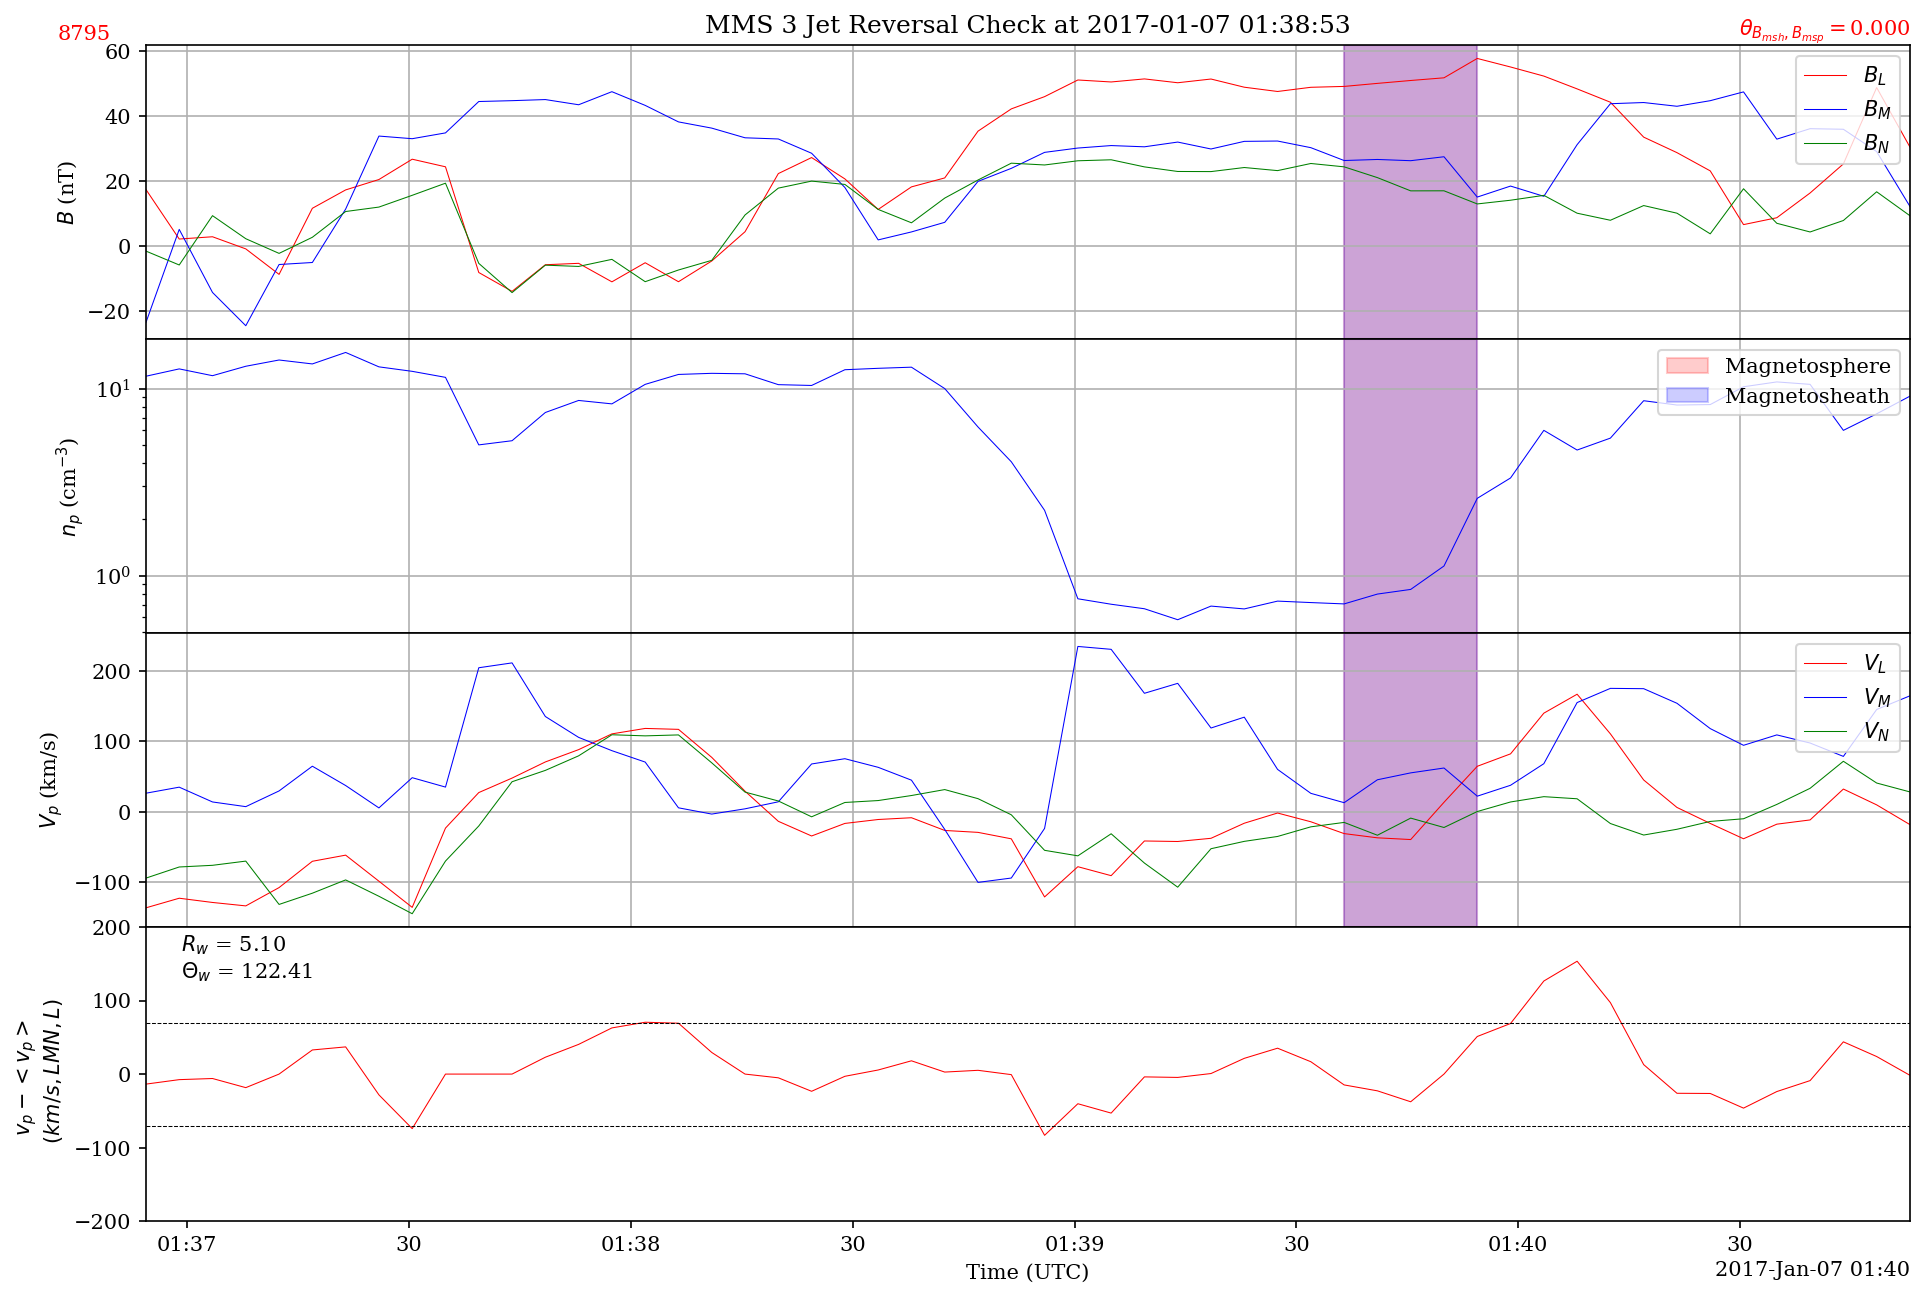 8795
MMS 3 Jet Reversal Check at 2017-01-07 01:38:53
θ_{B_{msh}, B_{msp}} = 0.000
60
40
20
0
−20
B (nT)
B_L
B_M
B_N
10^1
10^0
n_p (cm^{−3})
Magnetosphere
Magnetosheath
200
100
0
−100
V_p (km/s)
V_L
V_M
V_N
200
100
0
−100
−200
v_p − < v_p >
(km/s, LMN, L)
R_w = 5.10
Θ_w = 122.41
01:37 30 01:38 30 01:39 30 01:40 30
Time (UTC)
2017-Jan-07 01:40